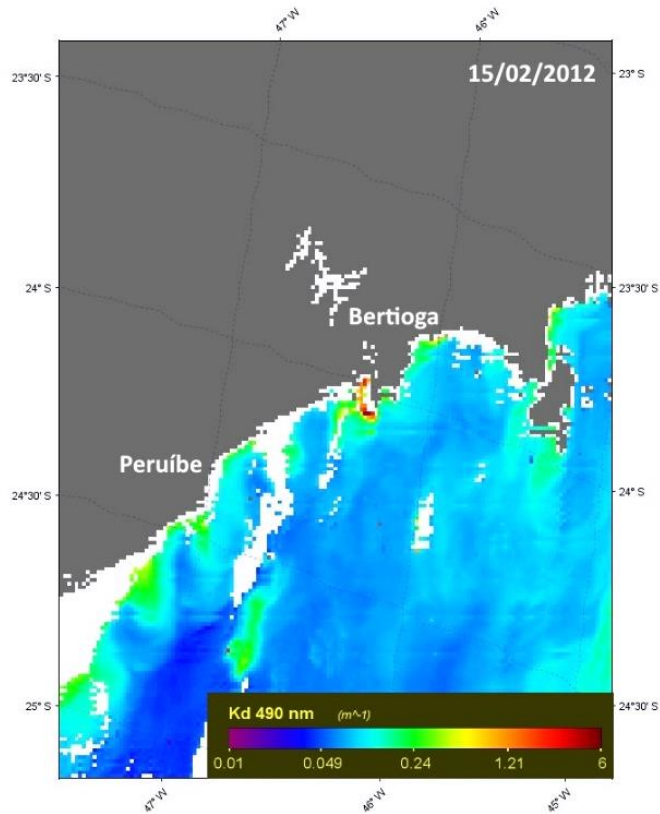 47° W
46° W
23°30' S
15/02/2012
23° S
24° S
23°30' S
Bertioga
Peruíbe
24°30' S
24° S
25° S
24°30' S
Kd 490 nm (m^-1)
0.01 0.049 0.24 1.21 6
47° W
46° W
45° W